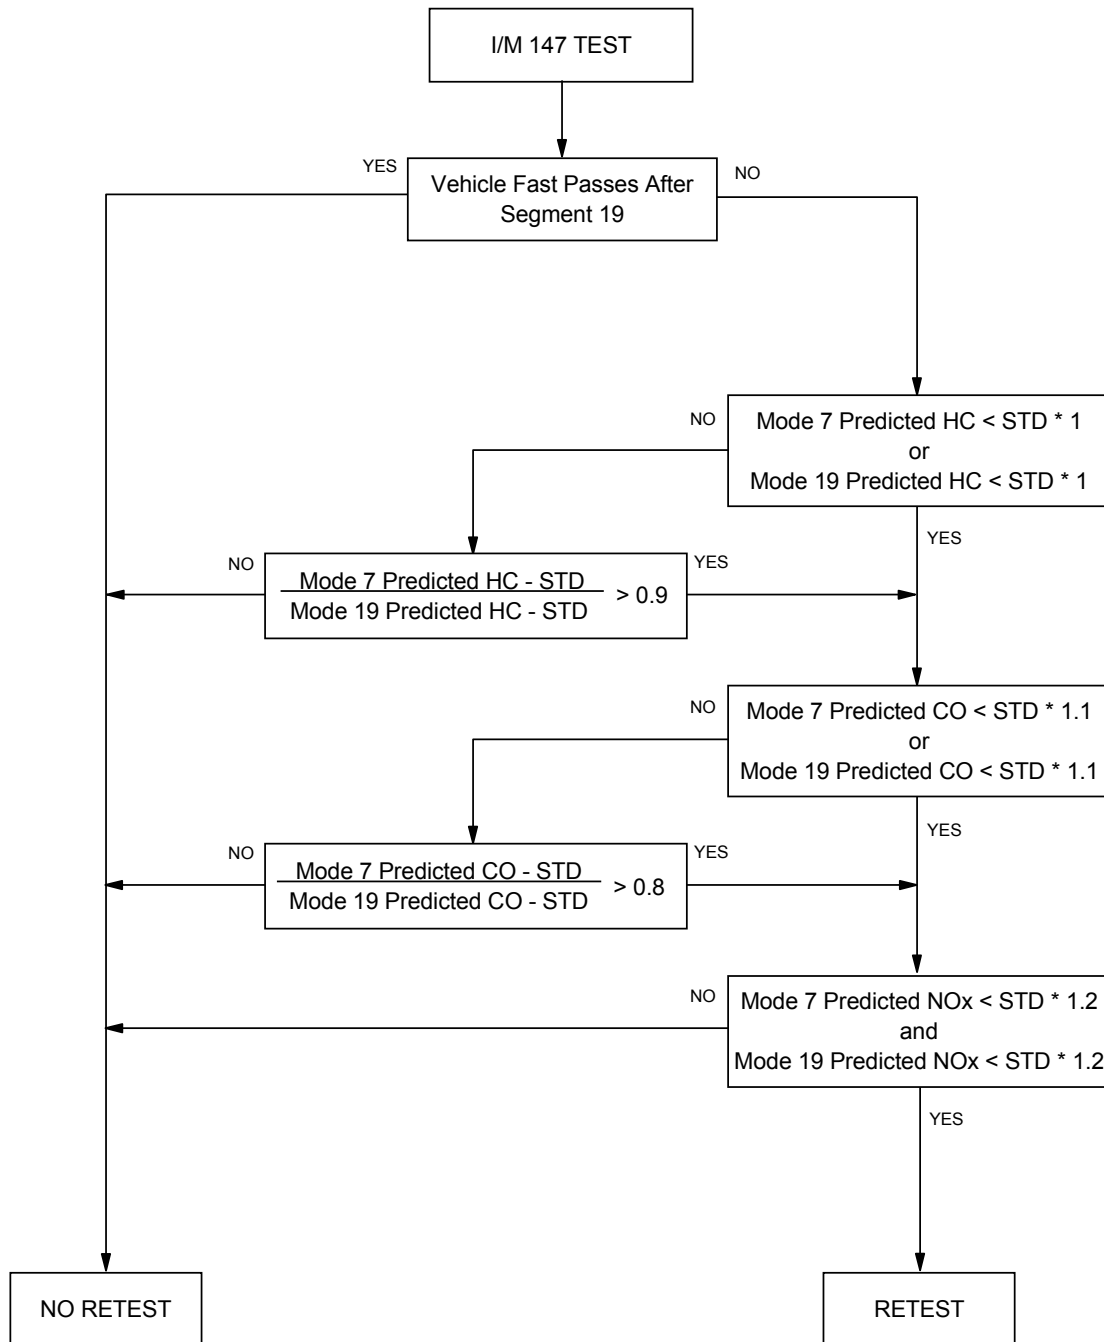 I/M 147 TEST
YES
NO
Vehicle Fast Passes After
Segment 19
NO
Mode 7 Predicted HC < STD * 1
or
Mode 19 Predicted HC < STD * 1
YES
NO
YES
Mode 7 Predicted HC - STD
Mode 19 Predicted HC - STD
> 0.9
NO
Mode 7 Predicted CO < STD * 1.1
or
Mode 19 Predicted CO < STD * 1.1
YES
NO
YES
Mode 7 Predicted CO - STD
Mode 19 Predicted CO - STD
> 0.8
NO
Mode 7 Predicted NOx < STD * 1.2
and
Mode 19 Predicted NOx < STD * 1.2
YES
NO RETEST
RETEST